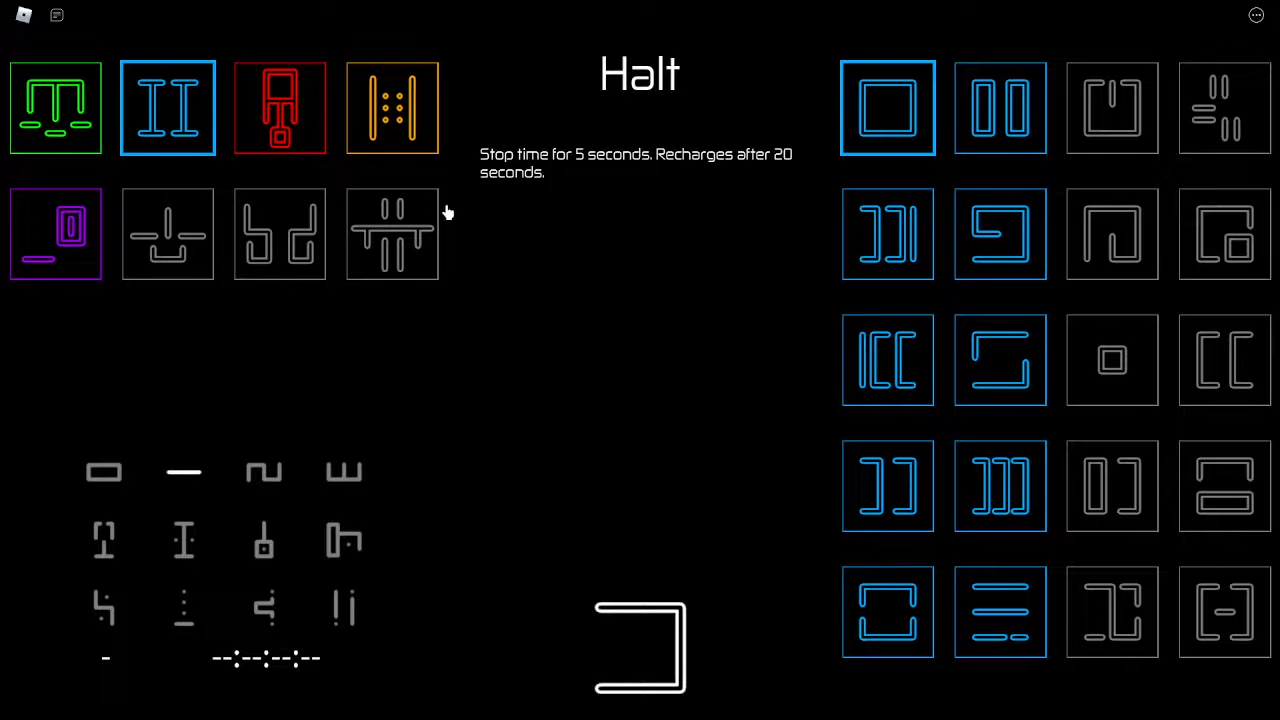 Halt
Stop time for 5 seconds. Recharges after 20
seconds.
-
--:--:--:--